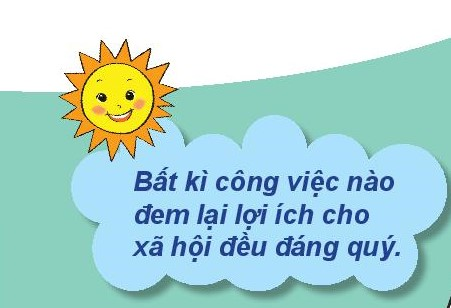 Bất kì công việc nào
đem lại lợi ích cho
xã hội đều đáng quý.